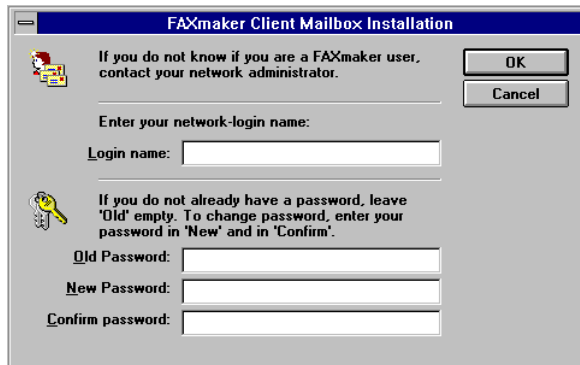 FAXmaker Client Mailbox Installation
If you do not know if you are a FAXmaker user,
contact your network administrator.
OK
Cancel
Enter your network-login name:
Login name:
If you do not already have a password, leave
'Old' empty. To change password, enter your
password in 'New' and in 'Confirm'.
Old Password:
New Password:
Confirm password: